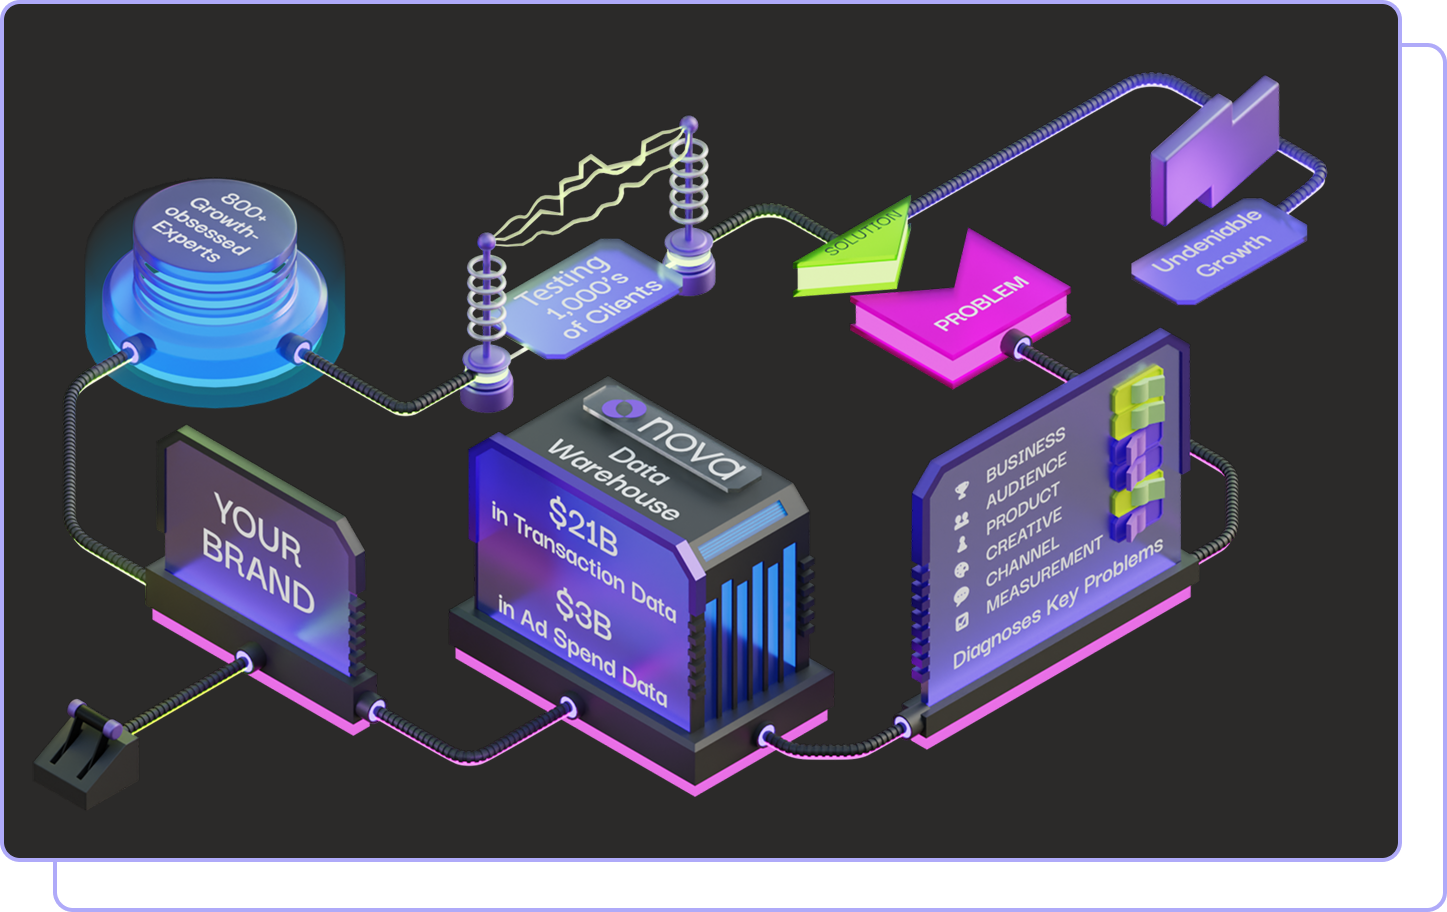 800+
Growth-
obsessed
Experts
Testing
1,000's
of Clients
SOLUTION
PROBLEM
Undeniable
Growth
YOUR
BRAND
nova
Data
Warehouse
$21B
in Transaction Data
$3B
in Ad Spend Data
BUSINESS
AUDIENCE
PRODUCT
CREATIVE
CHANNEL
MEASUREMENT
Diagnoses Key Problems